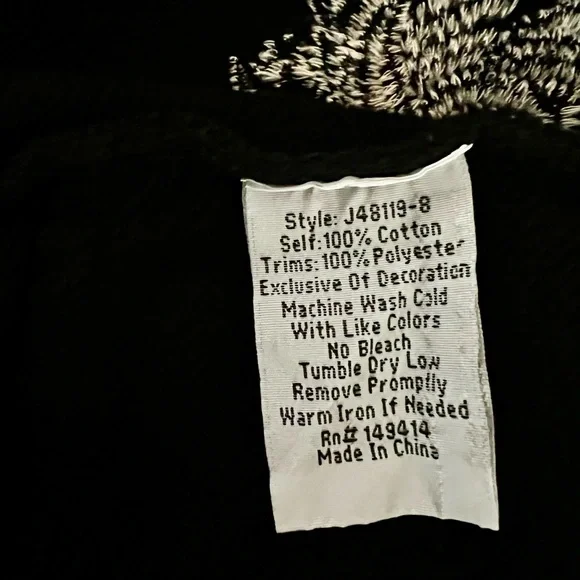 Style: J48119-8
Self:100% Cotton
Trims:100% Polyester
Exclusive Of Decoration
Machine Wash Cold
With Like Colors
No Bleach
Tumble Dry Low
Remove Promptly
Warm Iron If Needed
Rn# 149414
Made In China